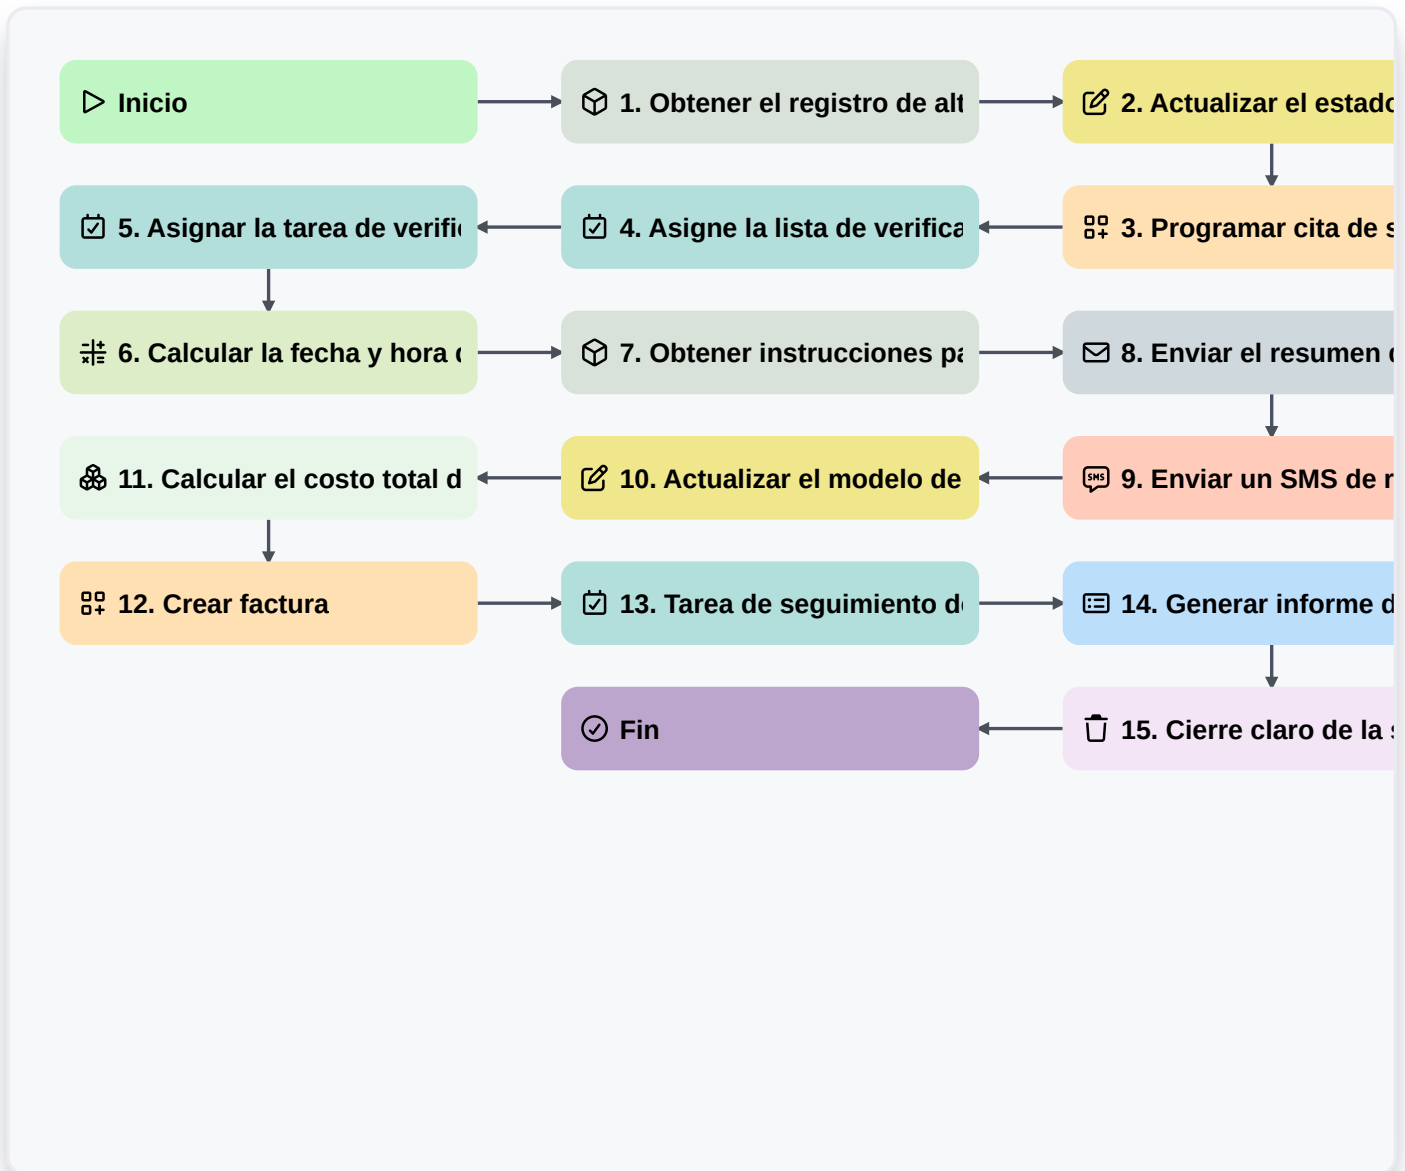 Inicio
1. Obtener el registro de alt
2. Actualizar el estado
3. Programar cita de s
4. Asigne la lista de verifica
5. Asignar la tarea de verifi
6. Calcular la fecha y hora
7. Obtener instrucciones pa
8. Enviar el resumen
9. Enviar un SMS de r
10. Actualizar el modelo de
11. Calcular el costo total d
12. Crear factura
13. Tarea de seguimiento de
14. Generar informe d
15. Cierre claro de la s
Fin